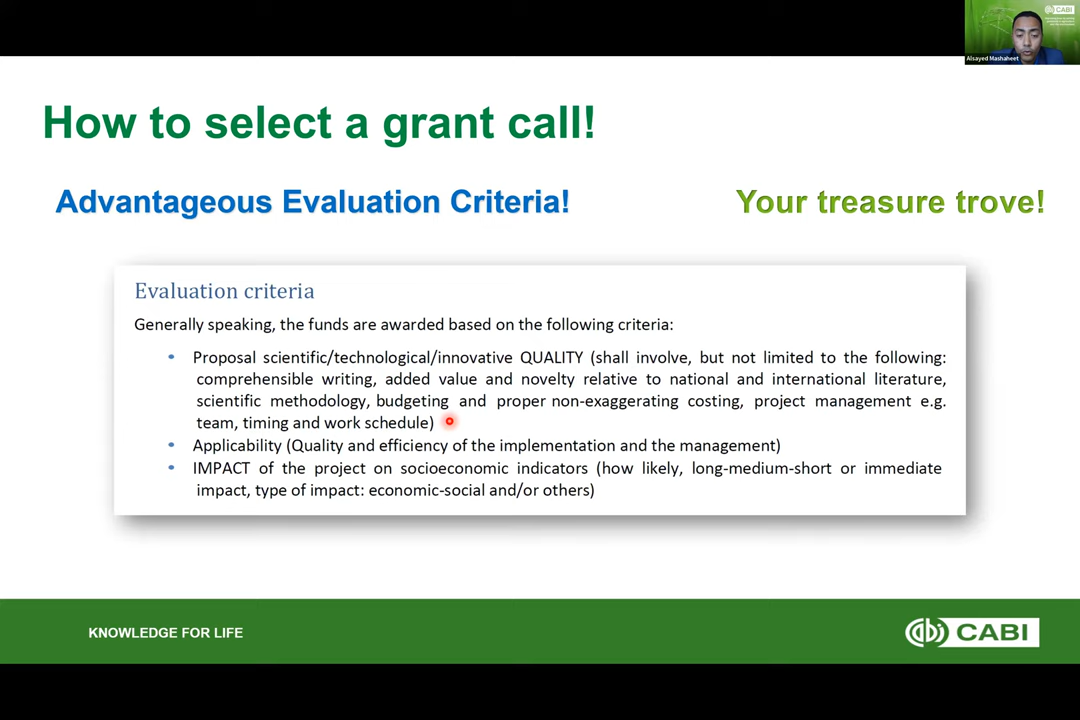 CABI
Alsayed Mashaheet
How to select a grant call!
Advantageous Evaluation Criteria!
Your treasure trove!
Evaluation criteria
Generally speaking, the funds are awarded based on the following criteria:
• Proposal scientific/technological/innovative QUALITY (shall involve, but not limited to the following:
comprehensible writing, added value and novelty relative to national and international literature,
scientific methodology, budgeting and proper non-exaggerating costing, project management e.g.
team, timing and work schedule)
• Applicability (Quality and efficiency of the implementation and the management)
• IMPACT of the project on socioeconomic indicators (how likely, long-medium-short or immediate
impact, type of impact: economic-social and/or others)
KNOWLEDGE FOR LIFE
CABI